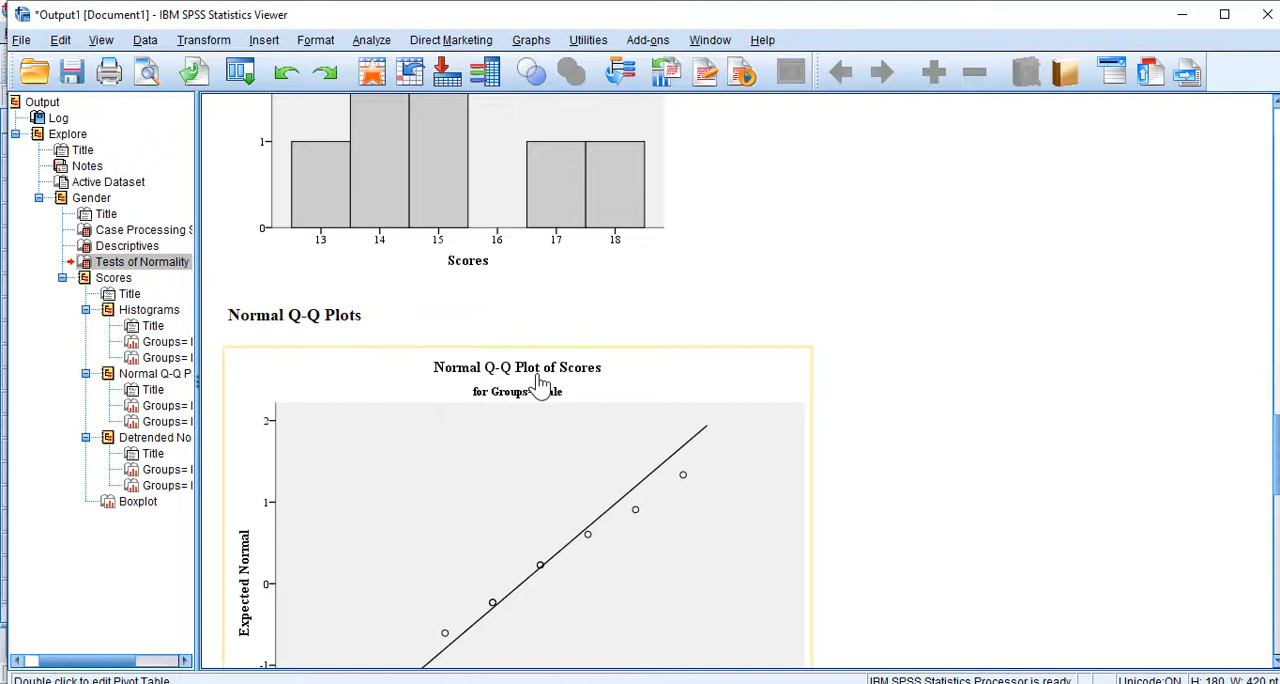 *Output1 [Document1] - IBM SPSS Statistics Viewer
File Edit View Data Transform Insert Format Analyze Direct Marketing Graphs Utilities Add-ons Window Help
Output
Log
Explore
Title
Notes
Active Dataset
Gender
Title
Case Processing S
Descriptives
Tests of Normality
Scores
Title
Histograms
Title
Groups=
Groups=
Normal Q-Q P
Title
Groups=
Groups=
Detrended No
Title
Groups=
Groups=
Boxplot
1
0
13 14 15 16 17 18
Scores
Normal Q-Q Plots
Normal Q-Q Plot of Scores
for Groups
2
1
0
-1
Expected Normal
Double click to edit Pivot Table
IBM SPSS Statistics Processor is ready
Unicode:ON
H: 180, W: 420 pt